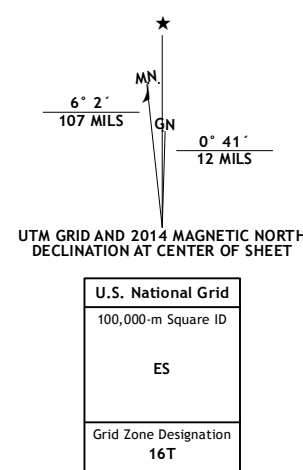 ★
MN.
6° 2´
107 MILS
GN
0° 41´
12 MILS
UTM GRID AND 2014 MAGNETIC NORTH
DECLINATION AT CENTER OF SHEET
U.S. National Grid
100,000-m Square ID
ES
Grid Zone Designation
16T